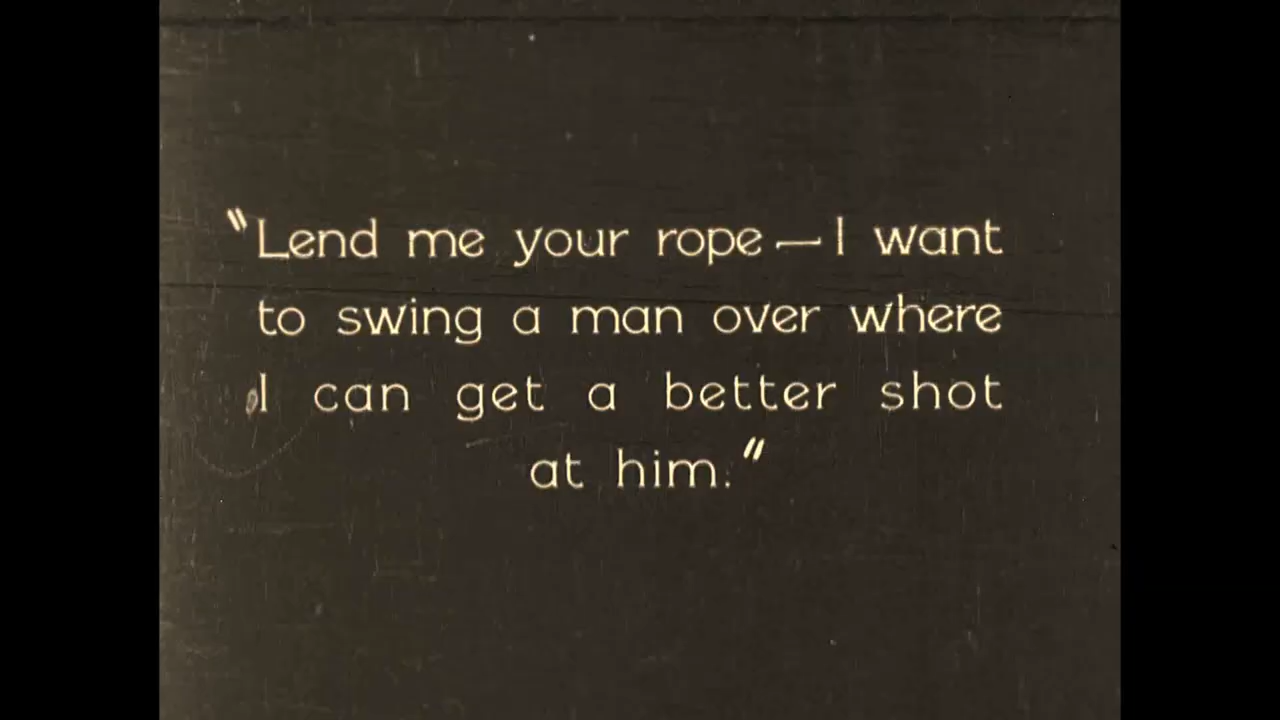 "Lend me your rope — I want
to swing a man over where
I can get a better shot
at him."